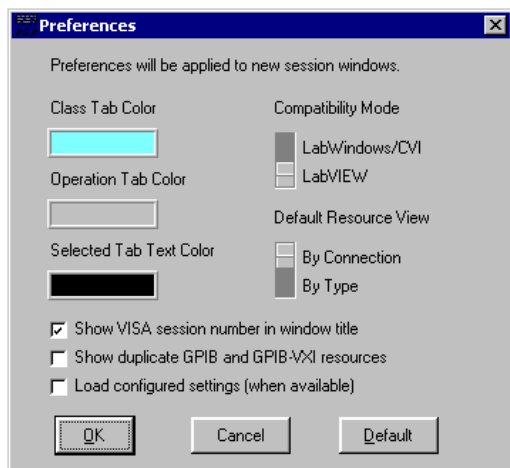 Preferences
Preferences will be applied to new session windows.
Class Tab Color
Compatibility Mode
LabWindows/CVI
LabVIEW
Operation Tab Color
Default Resource View
Selected Tab Text Color
By Connection
By Type
Show VISA session number in window title
Show duplicate GPIB and GPIB-VXI resources
Load configured settings (when available)
OK Cancel Default